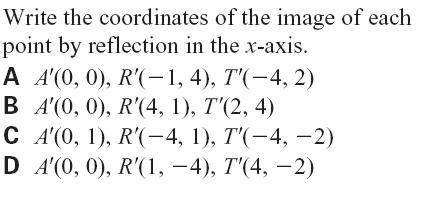 Write the coordinates of the image of each
point by reflection in the x-axis.
A A′(0, 0), R′(−1, 4), T′(−4, 2)
B A′(0, 0), R′(4, 1), T′(2, 4)
C A′(0, 1), R′(−4, 1), T′(−4, −2)
D A′(0, 0), R′(1, −4), T′(4, −2)